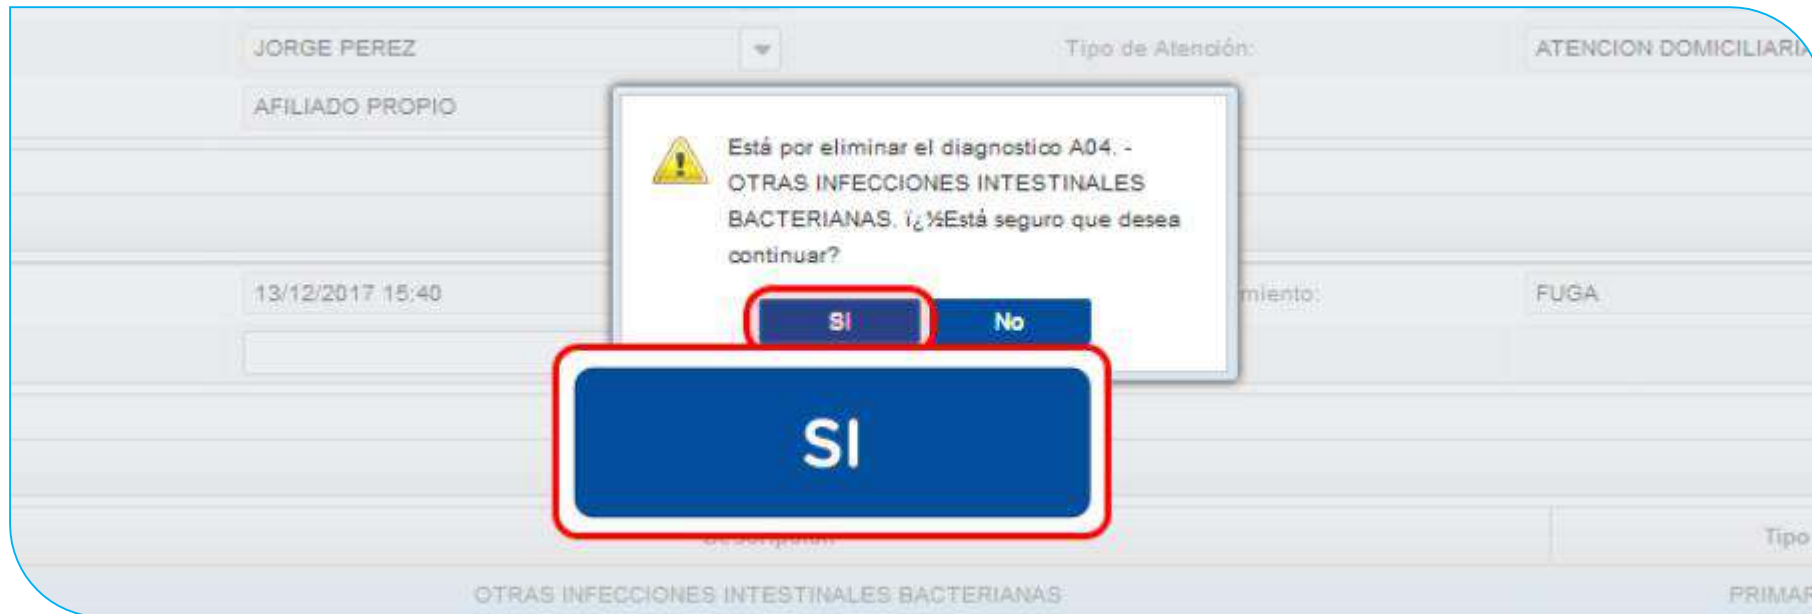 JORGE PEREZ
Tipo de Atención:
ATENCION DOMICILIARIA
AFILIADO PROPIO
Está por eliminar el diagnostico A04. -
OTRAS INFECCIONES INTESTINALES
BACTERIANAS. ï¿½Está seguro que desea
continuar?
13/12/2017 15:40
miento:
FUGA
SI
No
SI
Tipo
OTRAS INFECCIONES INTESTINALES BACTERIANAS
PRIMAR